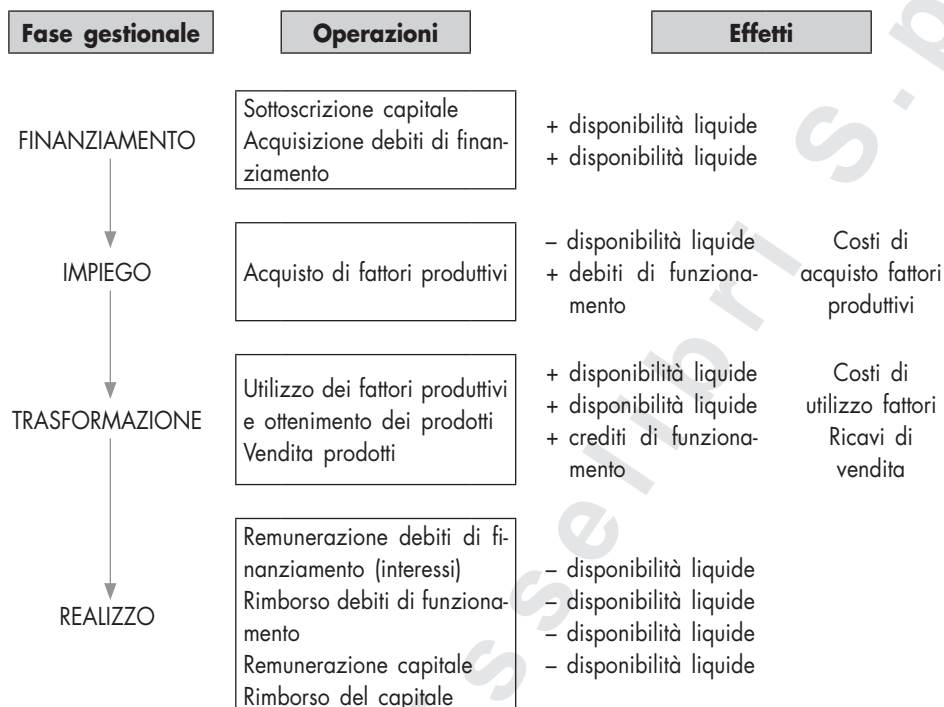 Fase gestionale
Operazioni
Effetti
FINANZIAMENTO
Sottoscrizione capitale
Acquisizione debiti di finan-
ziamento
+ disponibilità liquide
+ disponibilità liquide
IMPIEGO
Acquisto di fattori produttivi
– disponibilità liquide
+ debiti di funziona-
mento
Costi di
acquisto fattori
produttivi
TRASFORMAZIONE
Utilizzo dei fattori produttivi
e ottenimento dei prodotti
Vendita prodotti
+ disponibilità liquide
+ disponibilità liquide
+ crediti di funziona-
mento
Costi di
utilizzo fattori
Ricavi di
vendita
REALIZZO
Remunerazione debiti di fi-
nanziamento (interessi)
Rimborso debiti di funziona-
mento
Remunerazione capitale
Rimborso del capitale
– disponibilità liquide
– disponibilità liquide
– disponibilità liquide
– disponibilità liquide
sselibri s.p